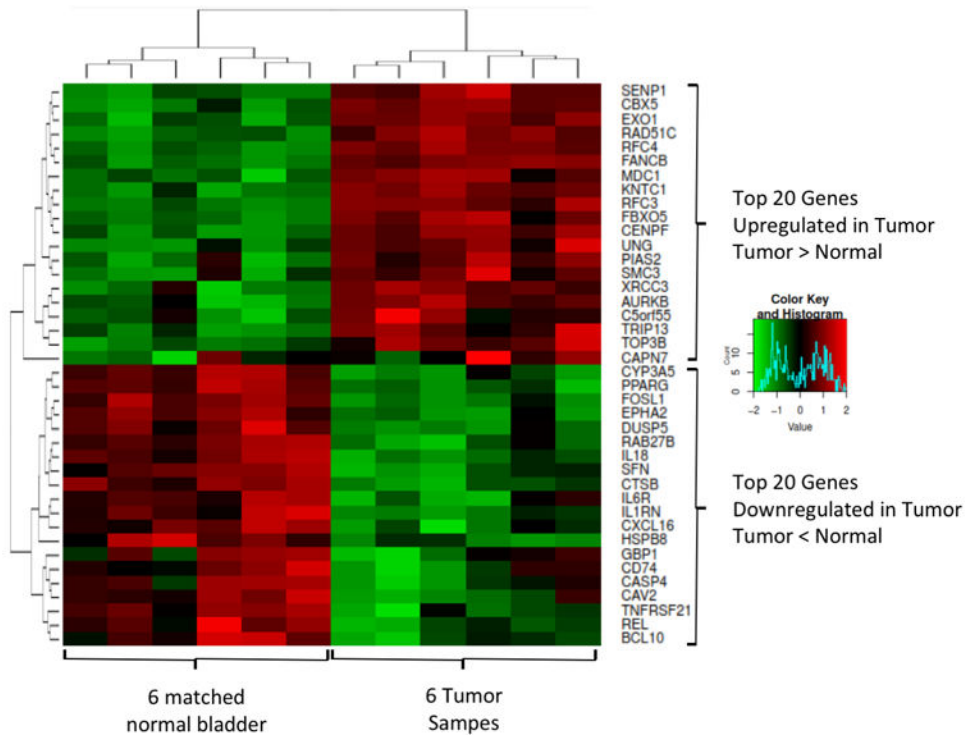 SENP1
CBX5
EXO1
RAD51C
RFC4
FANCB
MDC1
KNTC1
RFC3
FBXO5
CENPF
UNG
PIAS2
SMC3
XRCC3
AURKB
C5orf55
TRIP13
TOP3B
CAPN7
CYP3A5
PPARG
FOSL1
EPHA2
DUSP5
RAB27B
IL18
SFN
CTSB
IL6R
IL1RN
CXCL16
HSPB8
GBP1
CD74
CASP4
CAV2
TNFRSF21
REL
BCL10
Top 20 Genes
Upregulated in Tumor
Tumor > Normal
Color Key
and Histogram
Count
0 5 10
−2 −1 0 1 2
Value
Top 20 Genes
Downregulated in Tumor
Tumor < Normal
6 matched
normal bladder
6 Tumor
Sampes